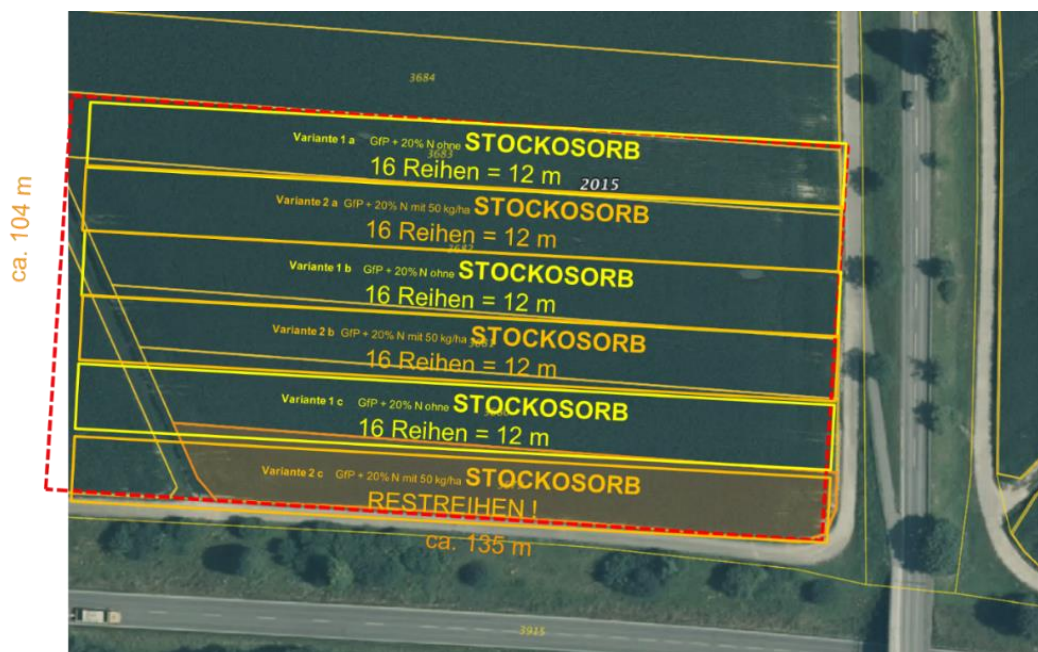 3684
Variante 1 a GfP + 20% N ohne STOCKOSORB
3683
16 Reihen = 12 m
2015
Variante 2 a GfP + 20% N mit 50 kg/ha STOCKOSORB
16 Reihen = 12 m
3682
Variante 1 b GfP + 20% N ohne STOCKOSORB
16 Reihen = 12 m
Variante 2 b GfP + 20% N mit 50 kg/ha STOCKOSORB
3681
16 Reihen = 12 m
Variante 1 c GfP + 20% N ohne STOCKOSORB
16 Reihen = 12 m
Variante 2 c GfP + 20% N mit 50 kg/ha STOCKOSORB
RESTREIHEN !
ca. 135 m
ca. 104 m
3915